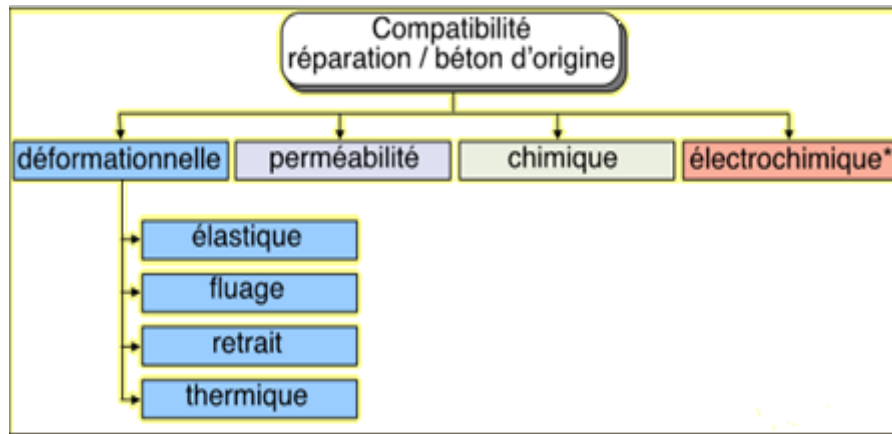 Compatibilité
réparation / béton d'origine
déformationnelle
perméabilité
chimique
électrochimique*
élastique
fluage
retrait
thermique